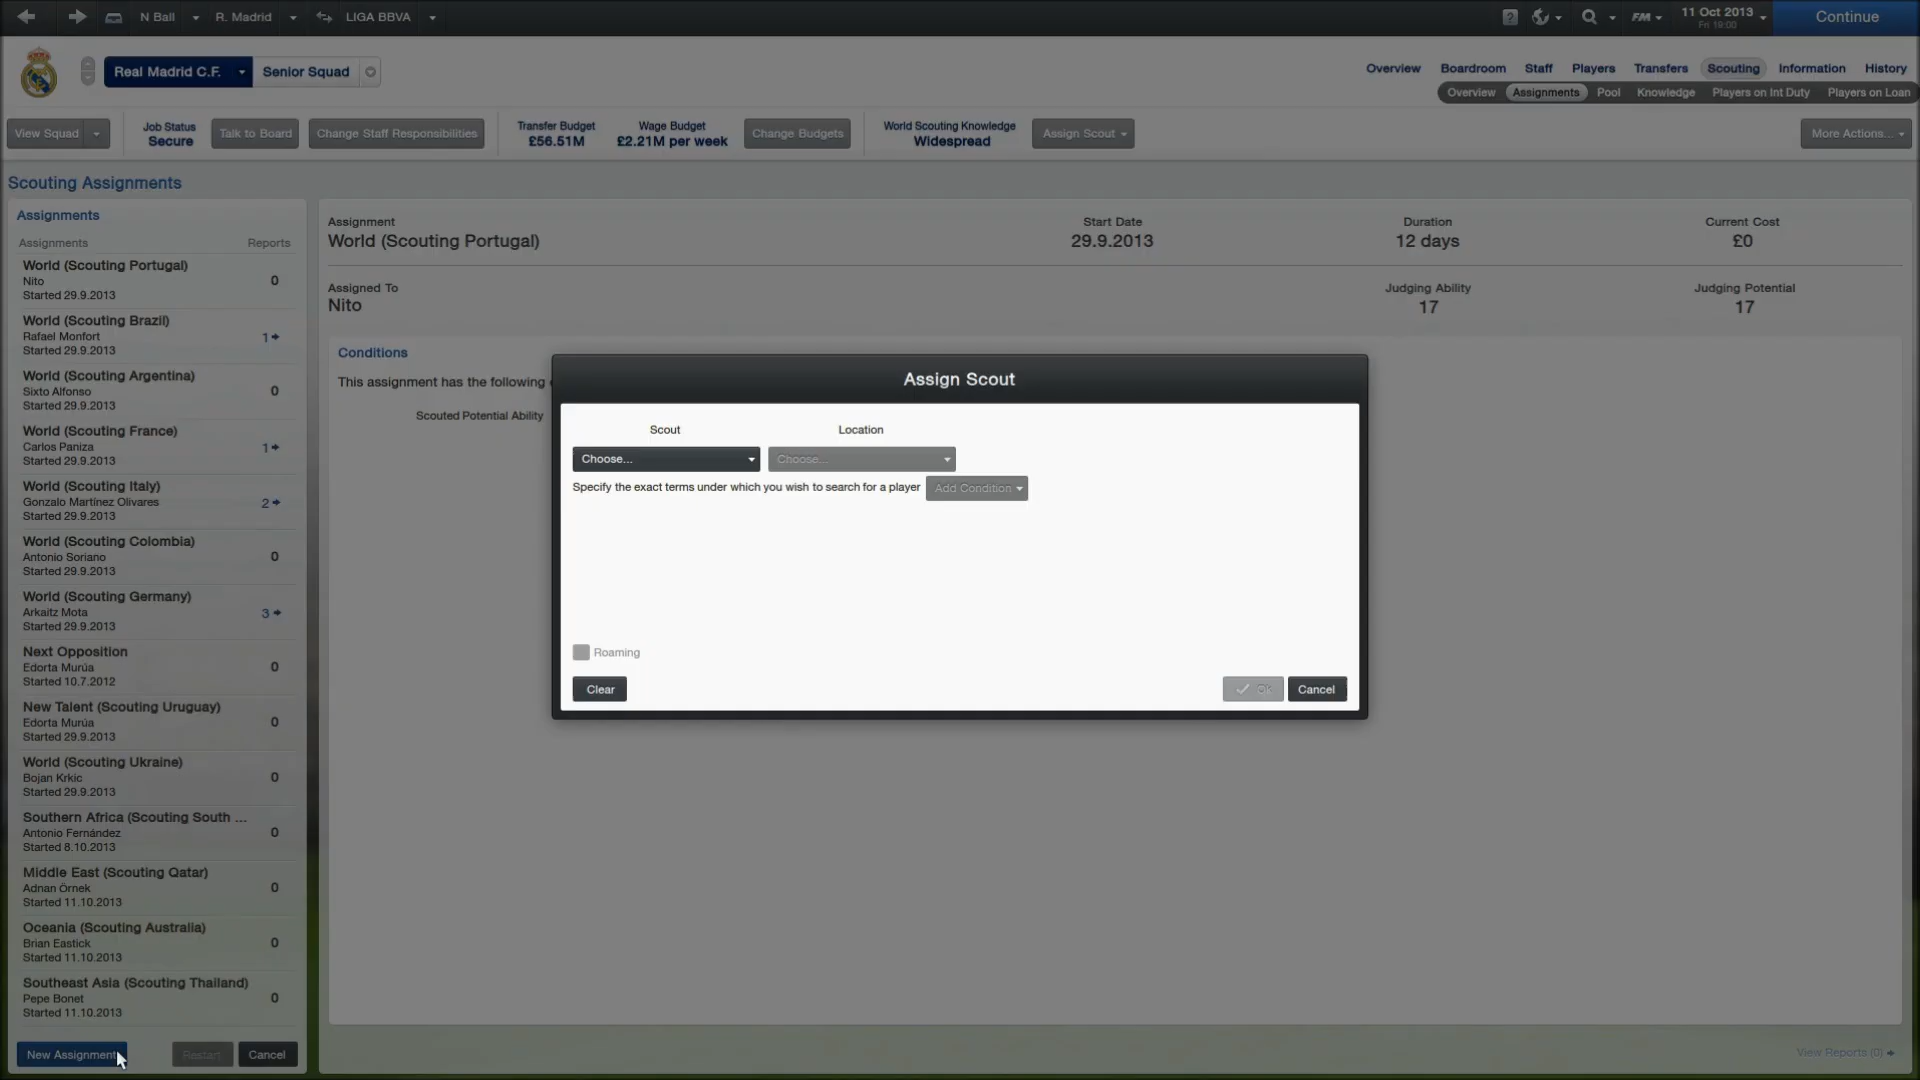 N Ball
R. Madrid
LIGA BBVA
?
FM
11 Oct 2013
Fri 19:00
Continue
Real Madrid C.F.
Senior Squad
Overview
Boardroom
Staff
Players
Transfers
Scouting
Information
History
Overview
Assignments
Pool
Knowledge
Players on Int Duty
Players on Loan
View Squad
Job Status
Secure
Talk to Board
Change Staff Responsibilities
Transfer Budget
£56.51M
Wage Budget
£2.21M per week
Change Budgets
World Scouting Knowledge
Widespread
Assign Scout
More Actions...
Scouting Assignments
Assignments
Assignments Reports
World (Scouting Portugal)
Nito 0
Started 29.9.2013
World (Scouting Brazil)
Rafael Monfort 1
Started 29.9.2013
World (Scouting Argentina)
Sixto Alfonso 0
Started 29.9.2013
World (Scouting France)
Carlos Paniza 1
Started 29.9.2013
World (Scouting Italy)
Gonzalo Martínez Olivares 2
Started 29.9.2013
World (Scouting Colombia)
Antonio Soriano 0
Started 29.9.2013
World (Scouting Germany)
Arkaitz Mota 3
Started 29.9.2013
Next Opposition
Edorta Murúa 0
Started 10.7.2012
New Talent (Scouting Uruguay)
Edorta Murúa 0
Started 29.9.2013
World (Scouting Ukraine)
Bojan Krkic 0
Started 29.9.2013
Southern Africa (Scouting South ...
Antonio Fernández 0
Started 8.10.2013
Middle East (Scouting Qatar)
Adnan Örnek 0
Started 11.10.2013
Oceania (Scouting Australia)
Brian Eastick 0
Started 11.10.2013
Southeast Asia (Scouting Thailand)
Pepe Bonet 0
Started 11.10.2013
New Assignment
Restart
Cancel
Assignment
World (Scouting Portugal)
Start Date
29.9.2013
Duration
12 days
Current Cost
£0
Assigned To
Nito
Judging Ability
17
Judging Potential
17
Conditions
This assignment has the following
Scouted Potential Ability
Assign Scout
Scout Location
Choose... Choose...
Specify the exact terms under which you wish to search for a player Add Condition
Roaming
Clear
Ok
Cancel
View Reports (0)